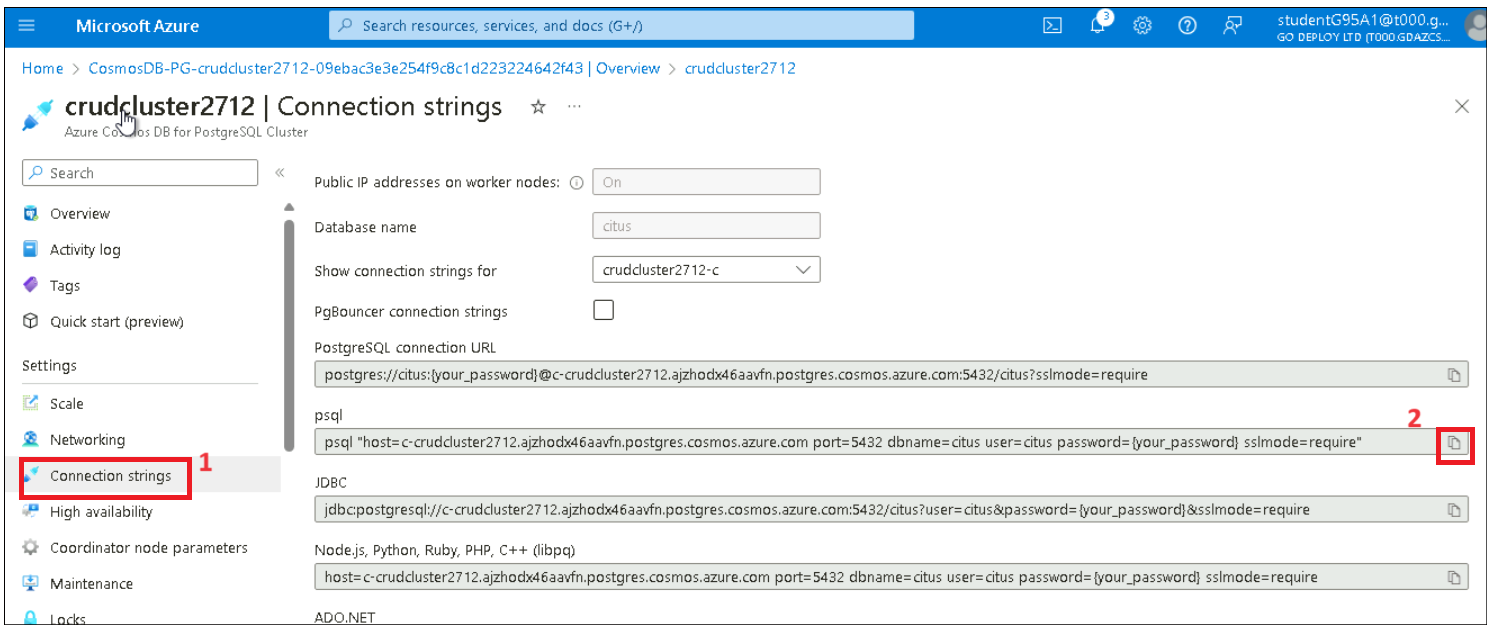 Microsoft Azure
Search resources, services, and docs (G+/)
3
studentG95A1@t000.g...
GO DEPLOY LTD (T000.GDAZCS....
Home > CosmosDB-PG-crudcluster2712-09ebac3e3e254f9c8c1d223224642f43 | Overview > crudcluster2712
crudcluster2712 | Connection strings
Azure Cosmos DB for PostgreSQL Cluster
Search
Overview
Activity log
Tags
Quick start (preview)
Settings
Scale
Networking
Connection strings
1
High availability
Coordinator node parameters
Maintenance
Locks
Public IP addresses on worker nodes:
On
Database name
citus
Show connection strings for
crudcluster2712-c
PgBouncer connection strings
PostgreSQL connection URL
postgres://citus:{your_password}@c-crudcluster2712.ajzhodx46aavfn.postgres.cosmos.azure.com:5432/citus?sslmode=require
psql
2
psql "host=c-crudcluster2712.ajzhodx46aavfn.postgres.cosmos.azure.com port=5432 dbname=citus user=citus password={your_password} sslmode=require"
JDBC
jdbc:postgresql://c-crudcluster2712.ajzhodx46aavfn.postgres.cosmos.azure.com:5432/citus?user=citus&password={your_password}&sslmode=require
Node.js, Python, Ruby, PHP, C++ (libpq)
host=c-crudcluster2712.ajzhodx46aavfn.postgres.cosmos.azure.com port=5432 dbname=citus user=citus password={your_password} sslmode=require
ADO.NET